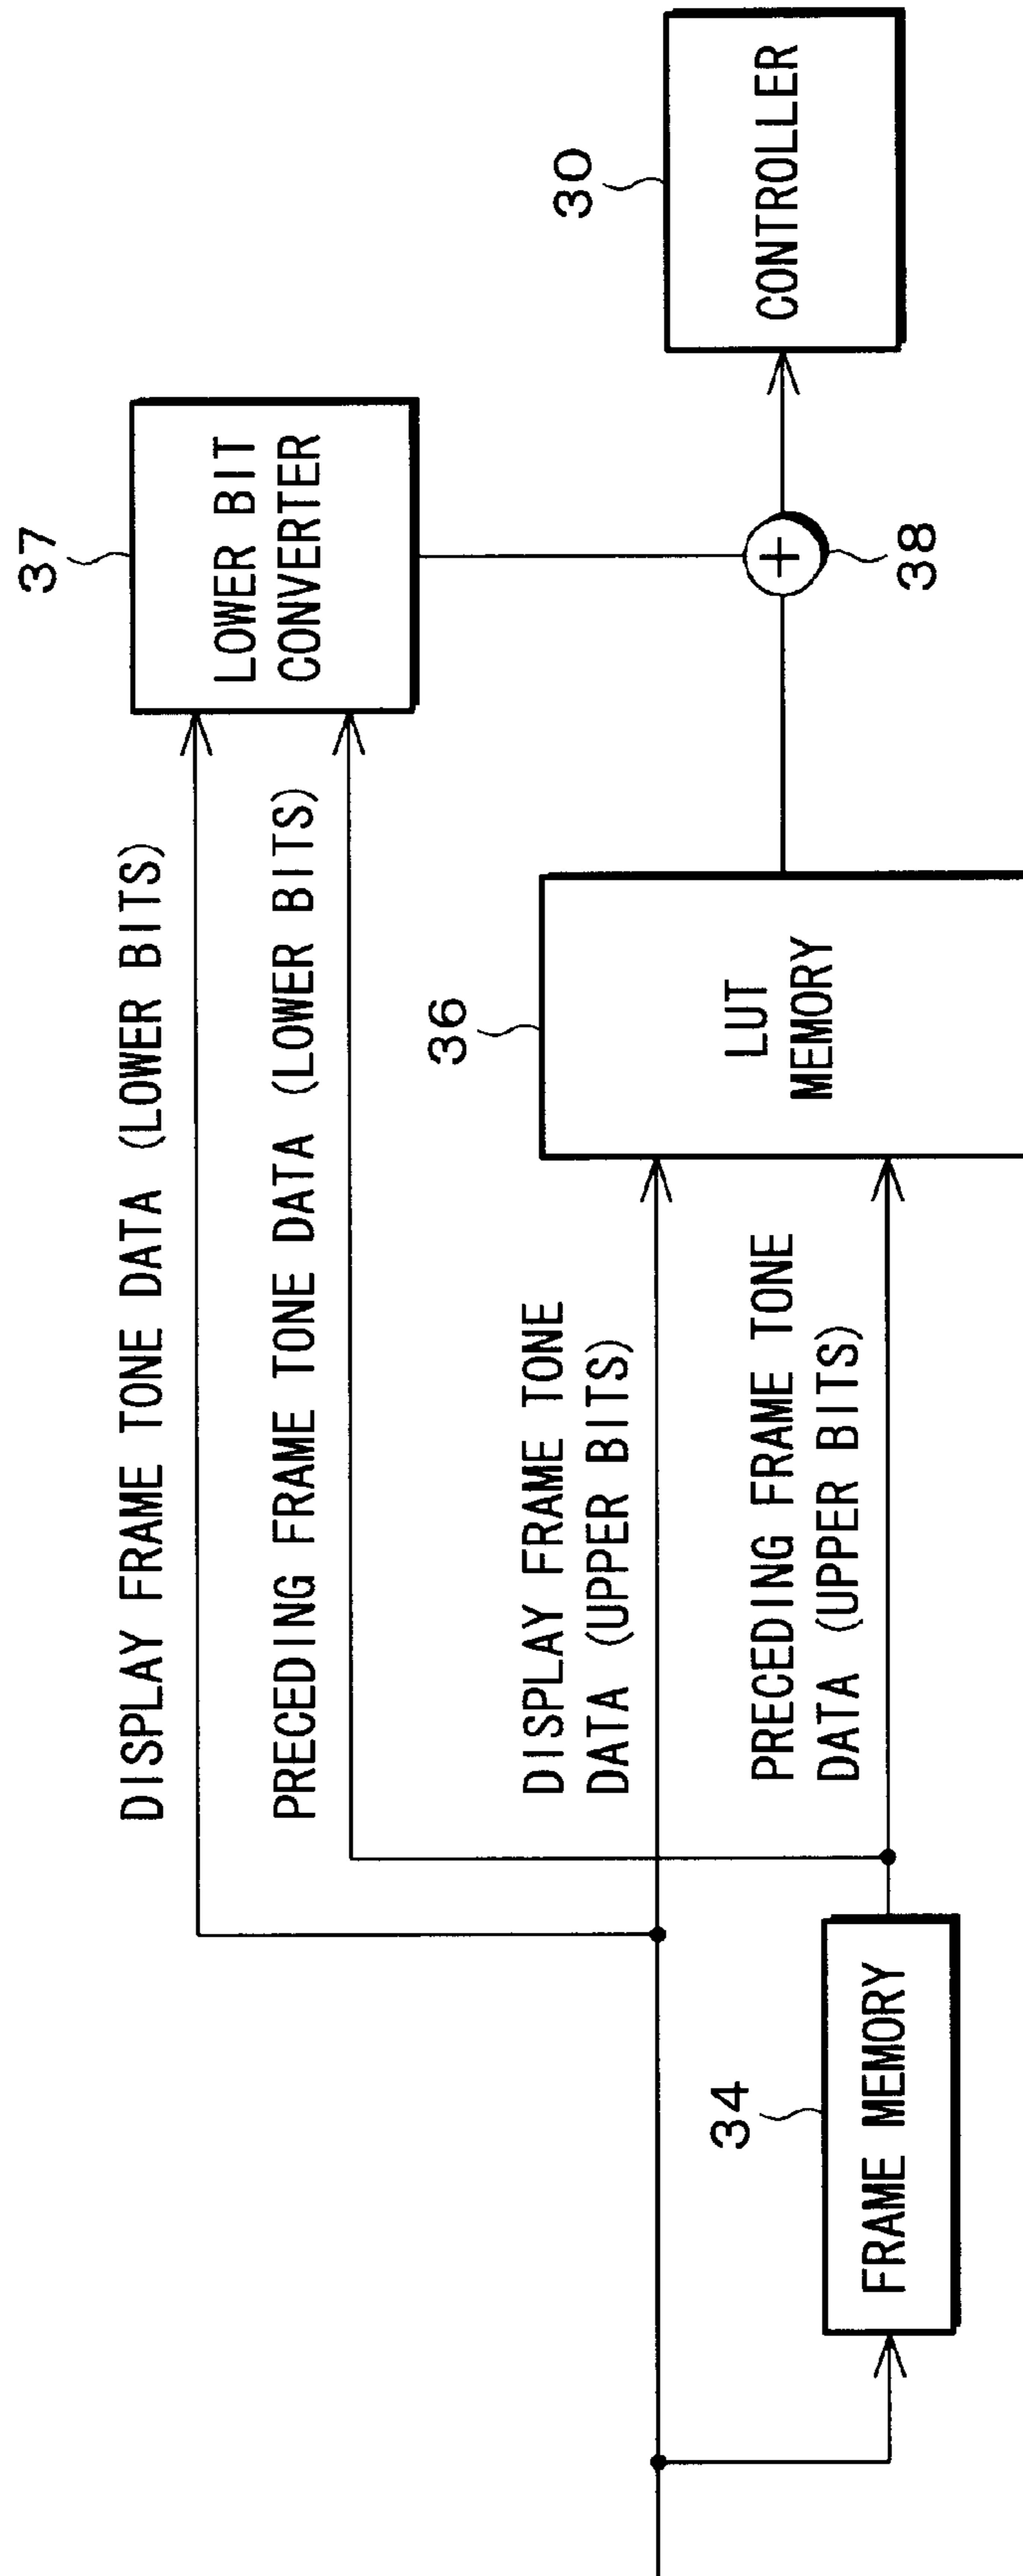 37
LOWER BIT
CONVERTER
30
CONTROLLER
38
DISPLAY FRAME TONE DATA (LOWER BITS)
PRECEDING FRAME TONE DATA (LOWER BITS)
36
LUT
MEMORY
DISPLAY FRAME TONE
DATA (UPPER BITS)
PRECEDING FRAME TONE
DATA (UPPER BITS)
34
FRAME MEMORY
+